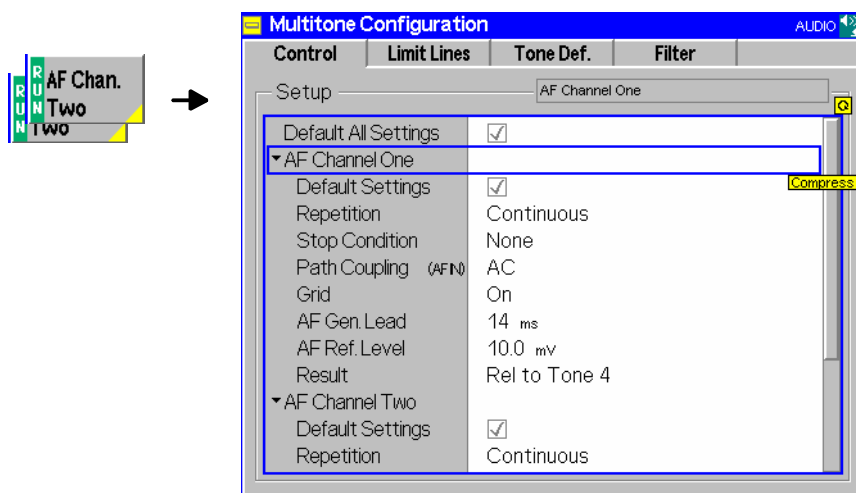 Multitone Configuration AUDIO
Control Limit Lines Tone Def. Filter
RUN AF Chan. Two
RUN Two
Setup AF Channel One
Default All Settings
AF Channel One
Compress
Default Settings
Repetition Continuous
Stop Condition None
Path Coupling (AF IN) AC
Grid On
AF Gen. Lead 14 ms
AF Ref. Level 10.0 mV
Result Rel to Tone 4
AF Channel Two
Default Settings
Repetition Continuous